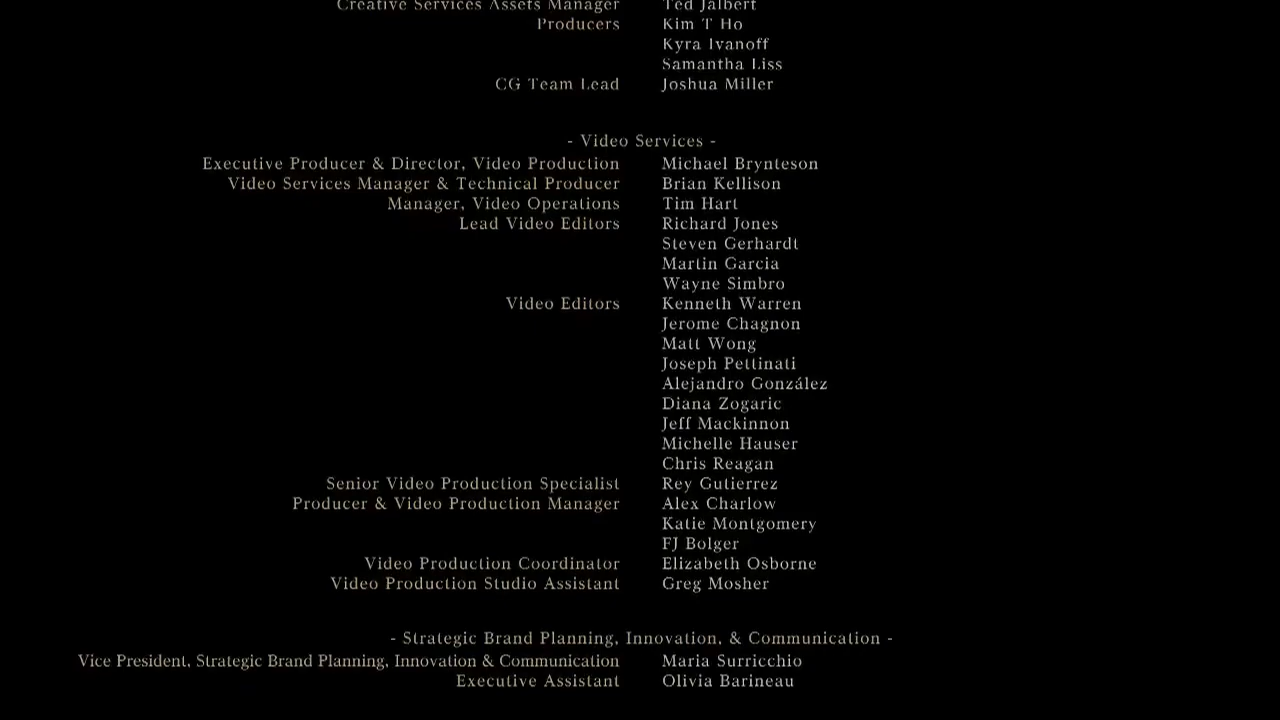 Creative Services Assets Manager Ted Jalbert
Producers Kim T Ho
Kyra Ivanoff
Samantha Liss
CG Team Lead Joshua Miller
- Video Services -
Executive Producer & Director, Video Production Michael Brynteson
Video Services Manager & Technical Producer Brian Kellison
Manager, Video Operations Tim Hart
Lead Video Editors Richard Jones
Steven Gerhardt
Martin Garcia
Wayne Simbro
Video Editors Kenneth Warren
Jerome Chagnon
Matt Wong
Joseph Pettinati
Alejandro González
Diana Zogaric
Jeff Mackinnon
Michelle Hauser
Chris Reagan
Senior Video Production Specialist Rey Gutierrez
Producer & Video Production Manager Alex Charlow
Katie Montgomery
FJ Bolger
Video Production Coordinator Elizabeth Osborne
Video Production Studio Assistant Greg Mosher
- Strategic Brand Planning, Innovation, & Communication -
Vice President, Strategic Brand Planning, Innovation & Communication Maria Surricchio
Executive Assistant Olivia Barineau